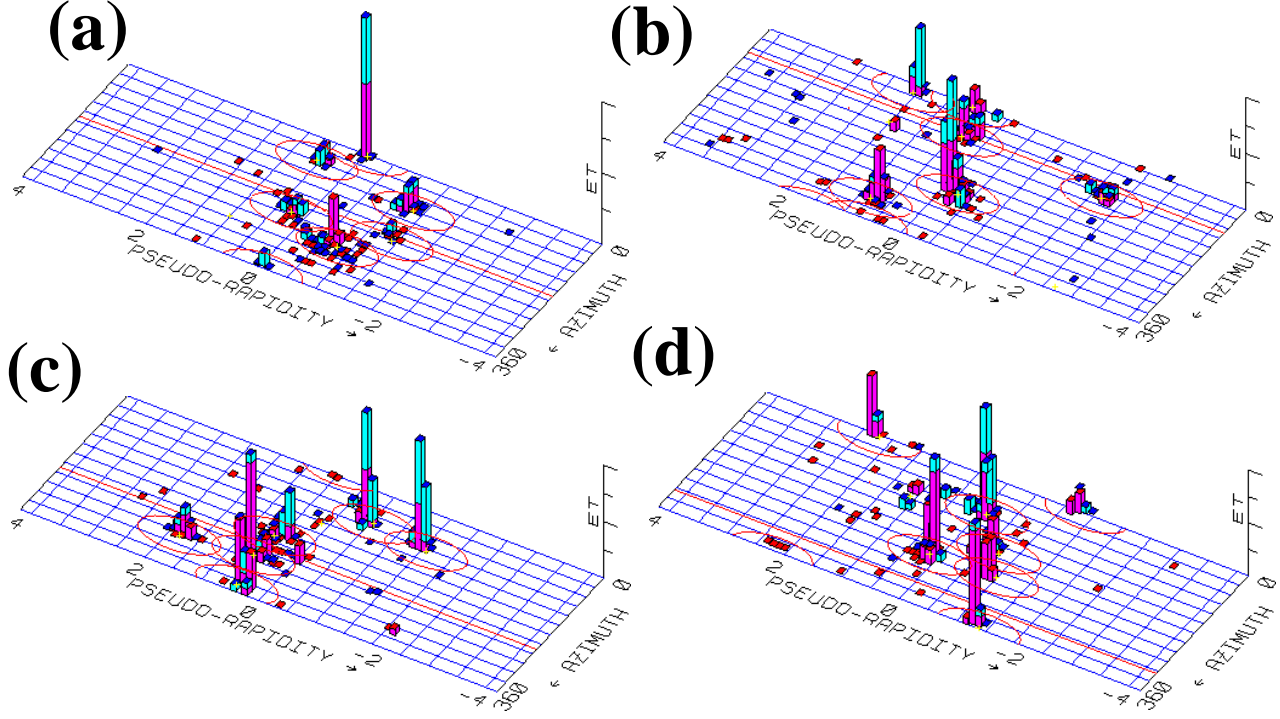 (a)
ET
4
2
0
-2
-4
PSEUDO-RAPIDITY →
0
360
← AZIMUTH
(b)
ET
4
2
0
-2
-4
PSEUDO-RAPIDITY →
0
360
← AZIMUTH
(c)
ET
4
2
0
-2
-4
PSEUDO-RAPIDITY →
0
360
← AZIMUTH
(d)
ET
4
2
0
-2
-4
PSEUDO-RAPIDITY →
0
360
← AZIMUTH